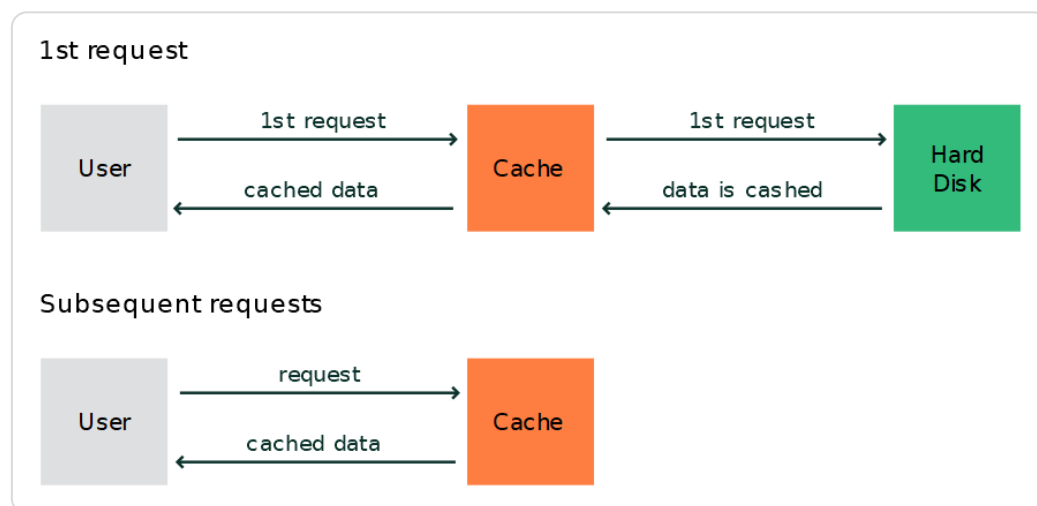 1st request
1st request
1st request
User
Cache
Hard
Disk
cached data
data is cashed
Subsequent requests
request
User
Cache
cached data